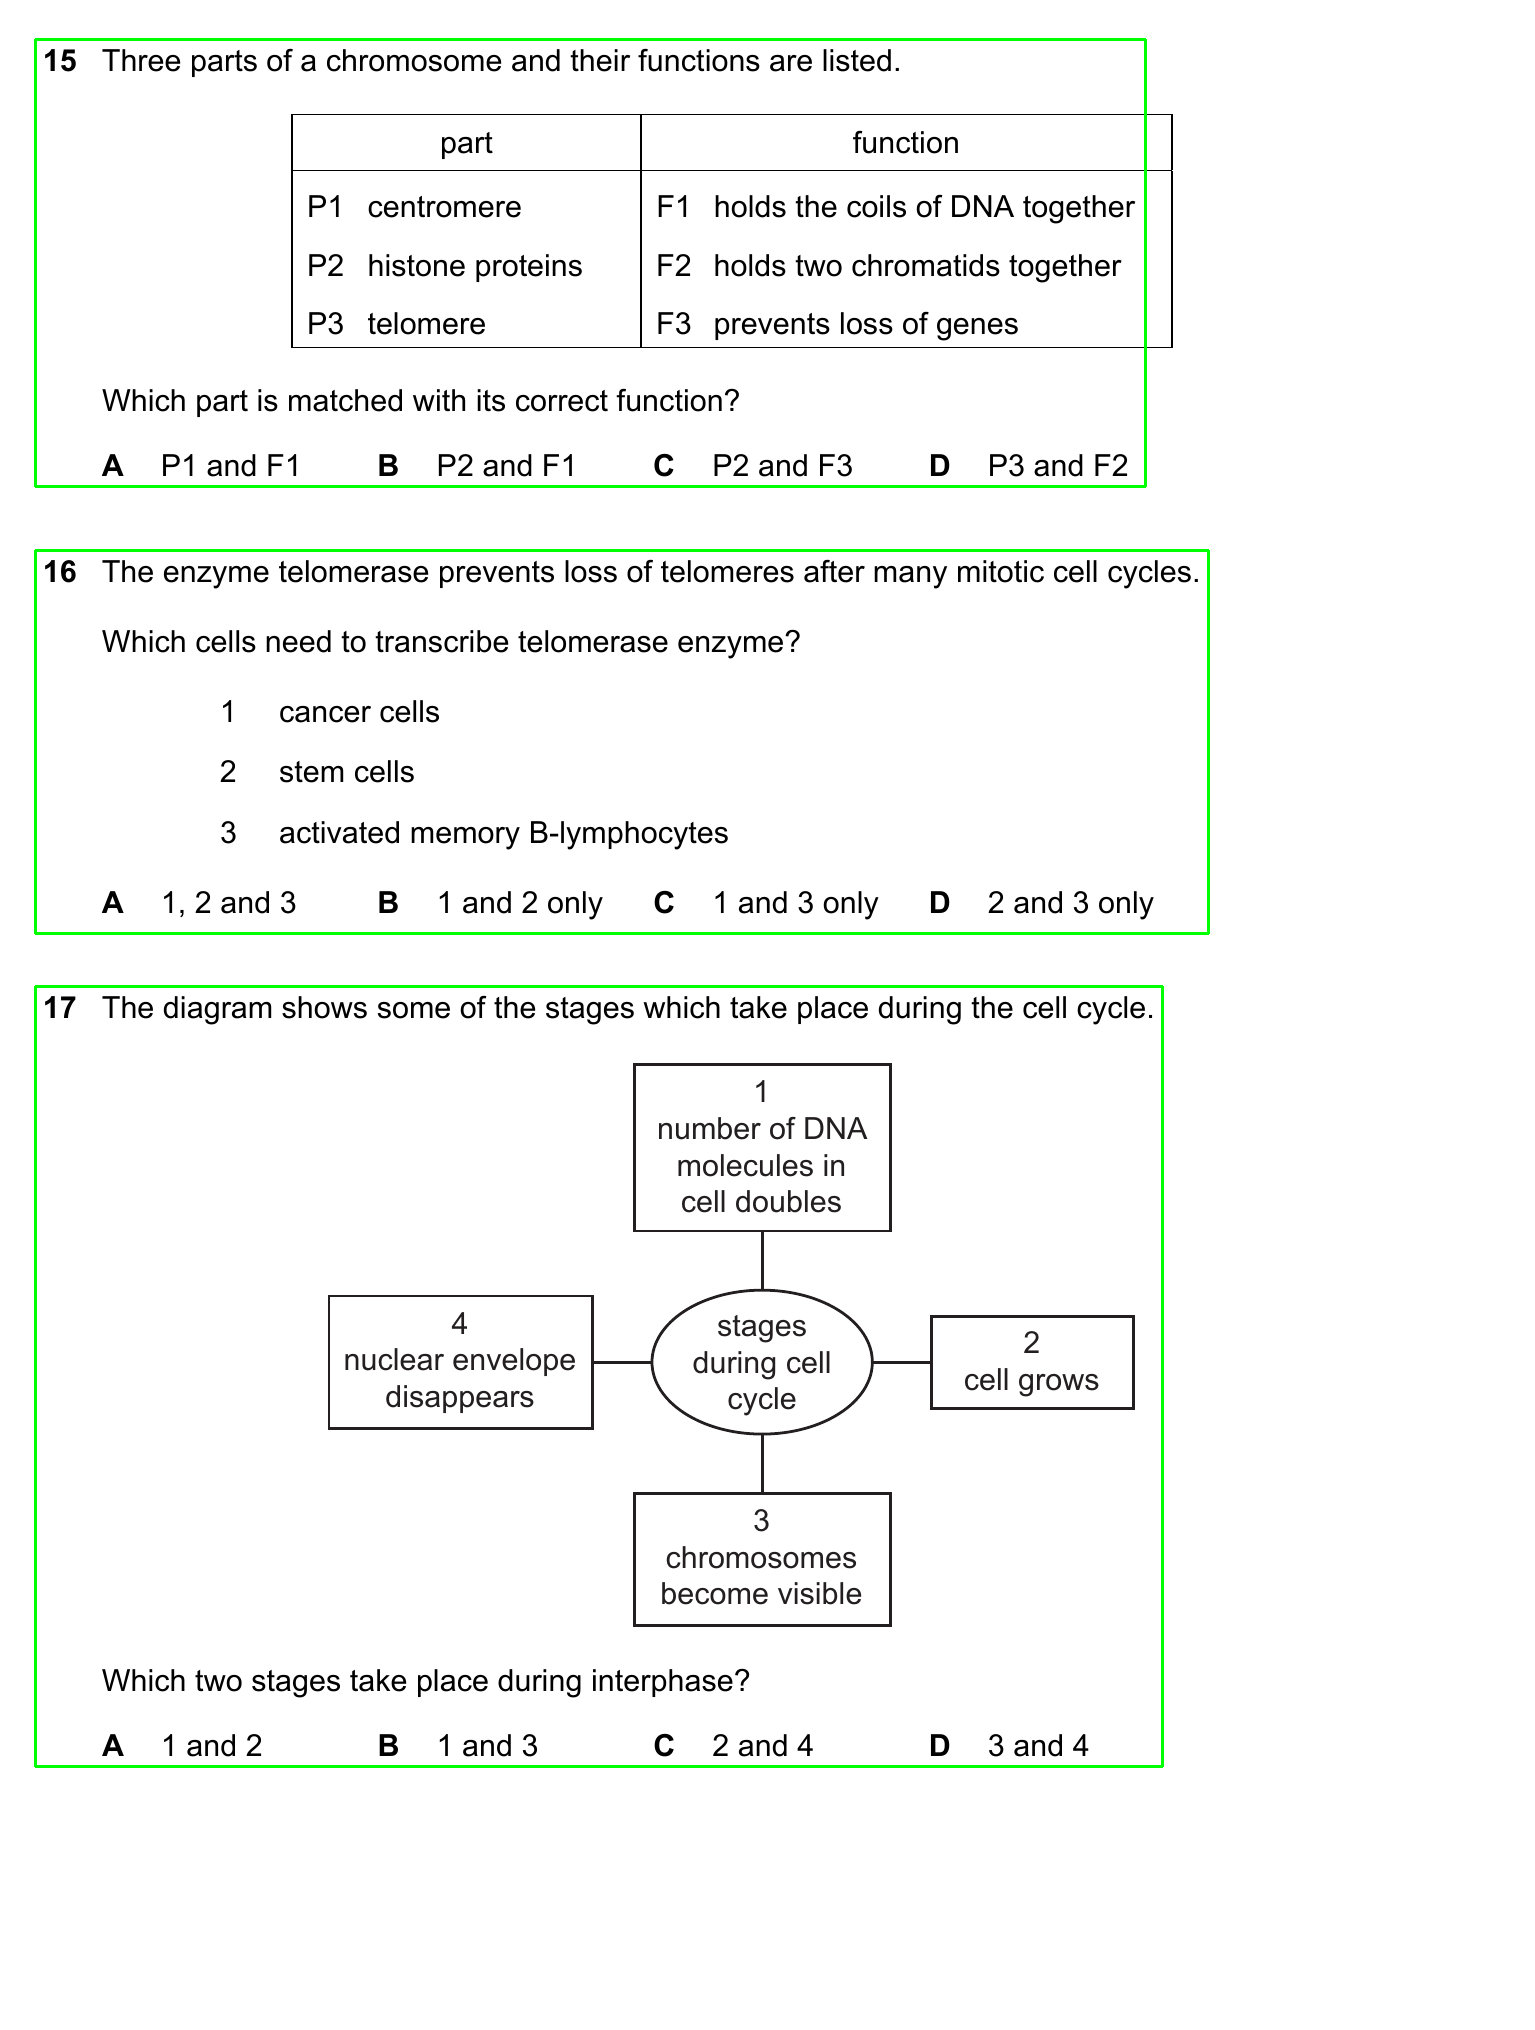 15 Three parts of a chromosome and their functions are listed.
part function
P1 centromere F1 holds the coils of DNA together
P2 histone proteins F2 holds two chromatids together
P3 telomere F3 prevents loss of genes
Which part is matched with its correct function?
A P1 and F1 B P2 and F1 C P2 and F3 D P3 and F2
16 The enzyme telomerase prevents loss of telomeres after many mitotic cell cycles.
Which cells need to transcribe telomerase enzyme?
1 cancer cells
2 stem cells
3 activated memory B-lymphocytes
A 1, 2 and 3 B 1 and 2 only C 1 and 3 only D 2 and 3 only
17 The diagram shows some of the stages which take place during the cell cycle.
1
number of DNA
molecules in
cell doubles
4
nuclear envelope
disappears
stages
during cell
cycle
2
cell grows
3
chromosomes
become visible
Which two stages take place during interphase?
A 1 and 2 B 1 and 3 C 2 and 4 D 3 and 4